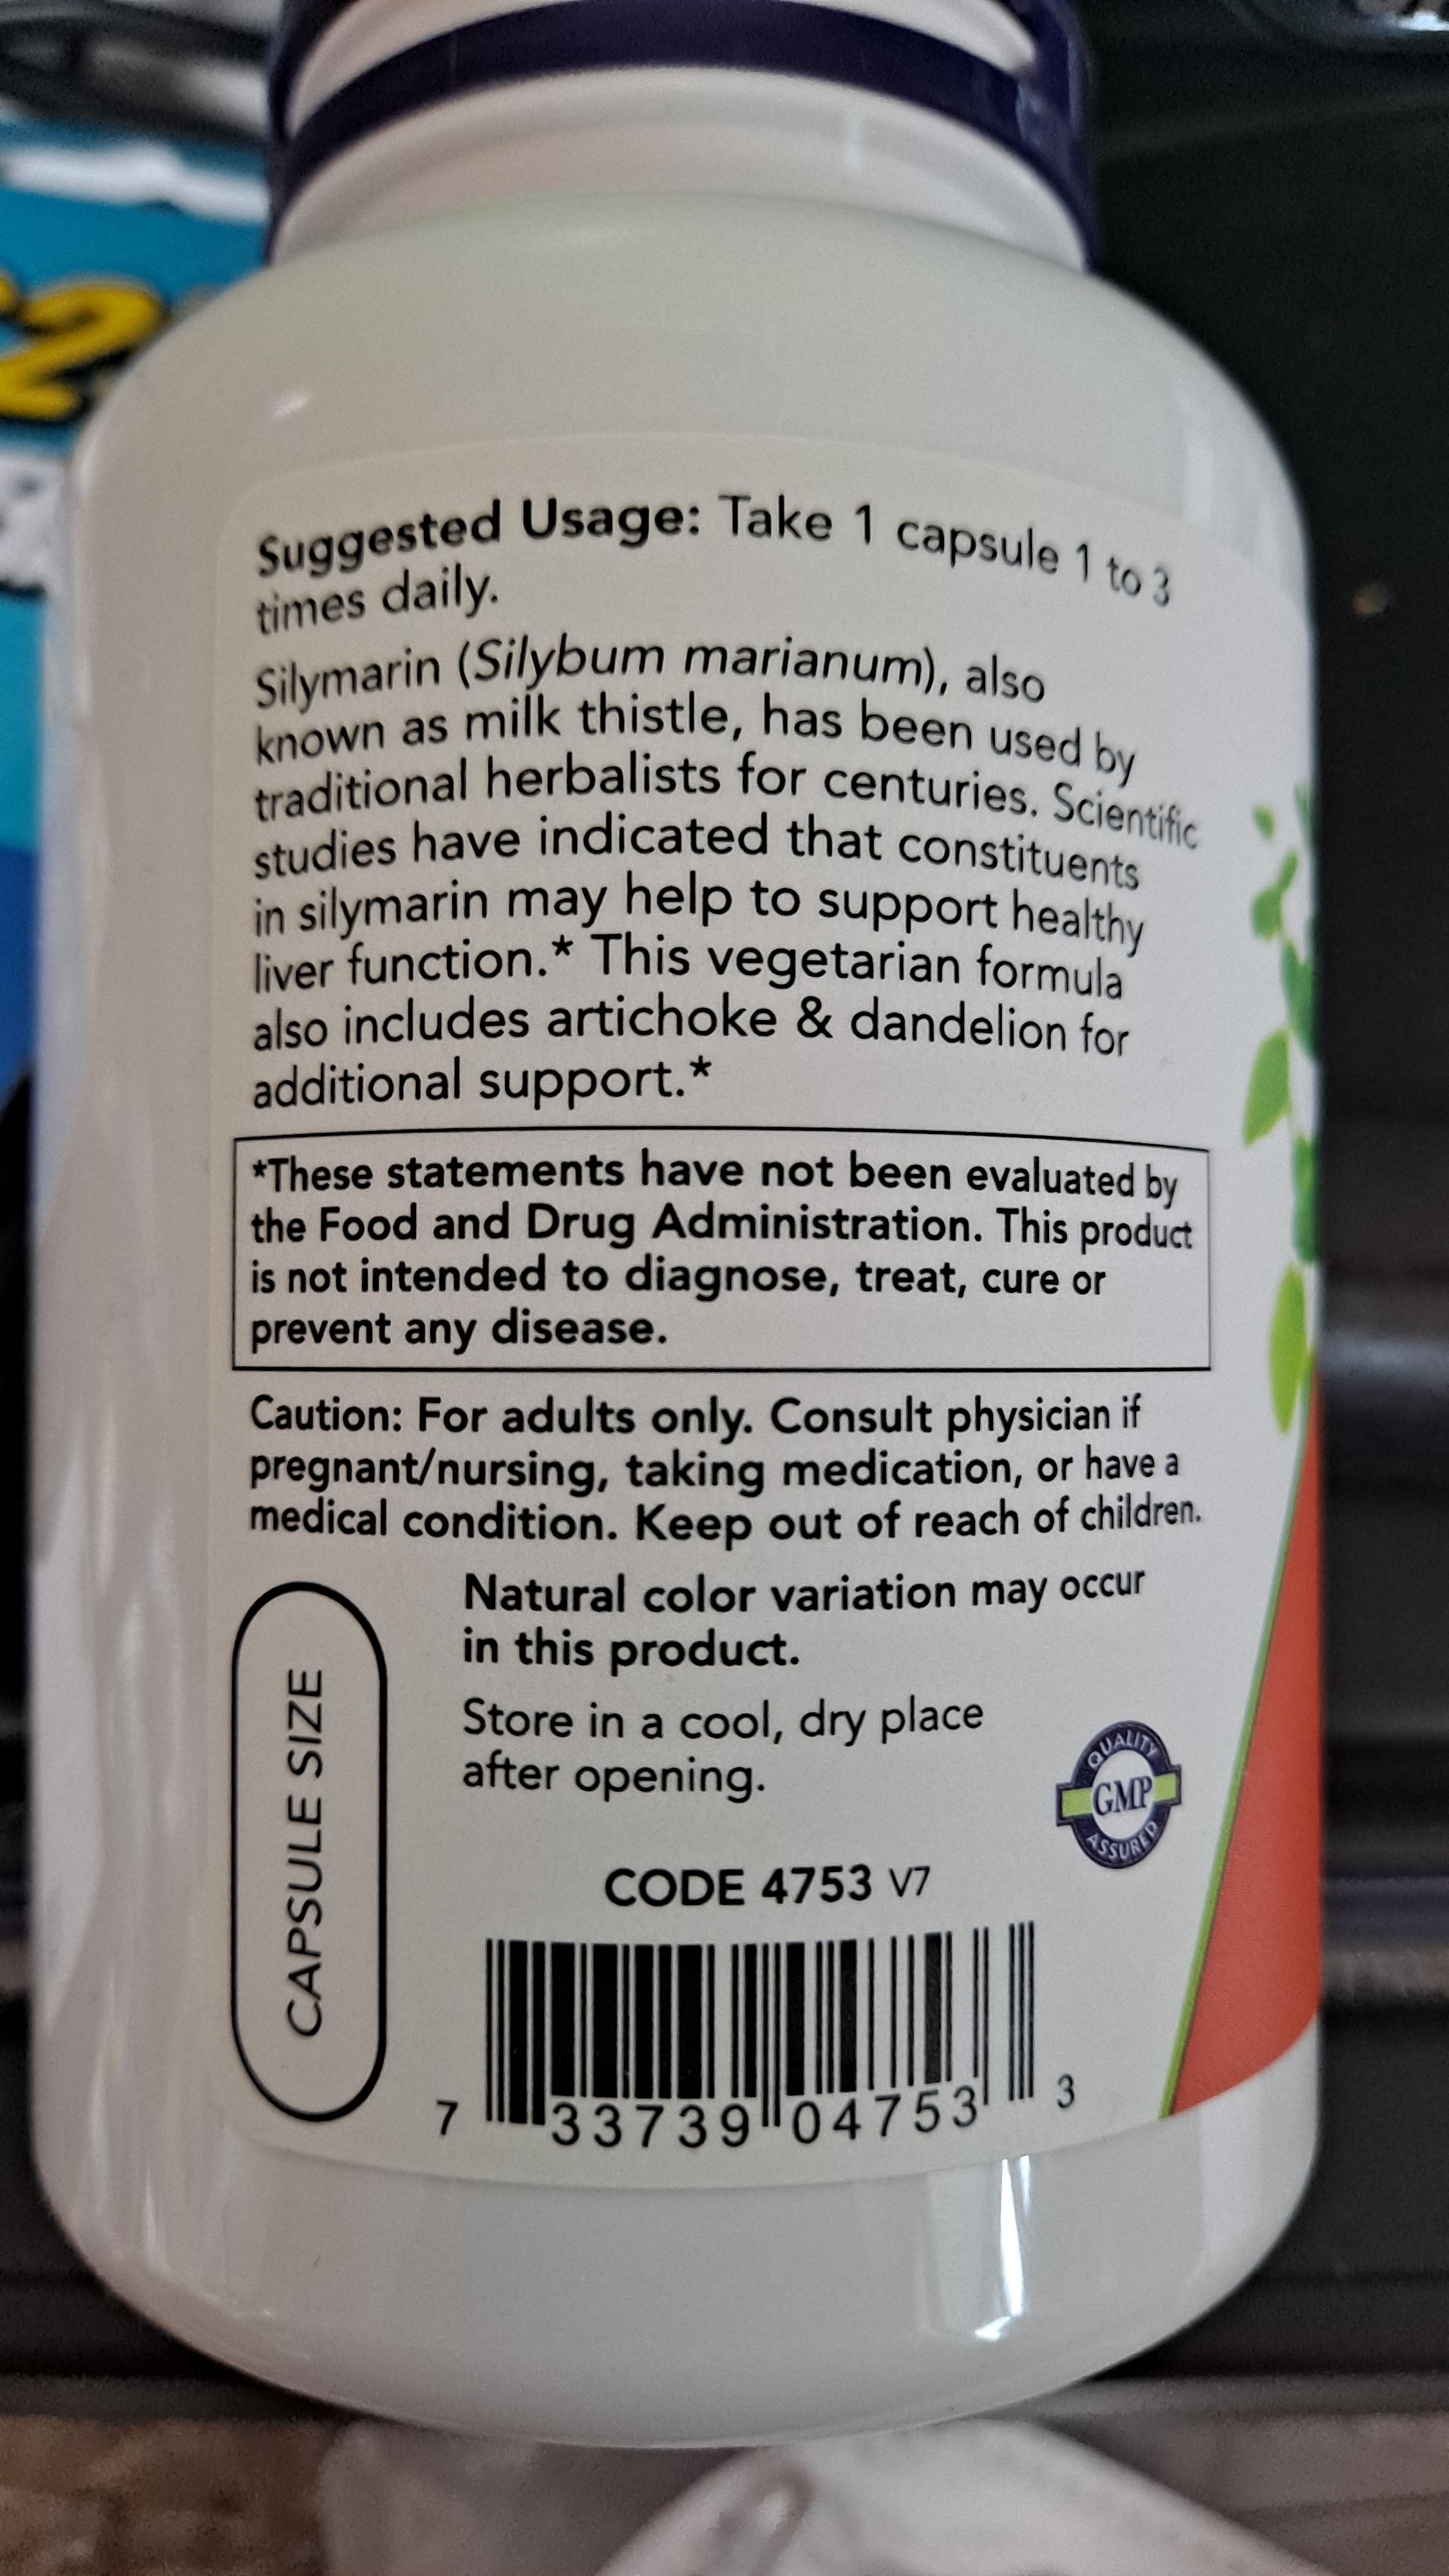 Suggested Usage: Take 1 capsule 1 to 3
times daily.
Silymarin (Silybum marianum), also
known as milk thistle, has been used by
traditional herbalists for centuries. Scientific
studies have indicated that constituents
in silymarin may help to support healthy
liver function.* This vegetarian formula
also includes artichoke & dandelion for
additional support.*
*These statements have not been evaluated by
the Food and Drug Administration. This product
is not intended to diagnose, treat, cure or
prevent any disease.
Caution: For adults only. Consult physician if
pregnant/nursing, taking medication, or have a
medical condition. Keep out of reach of children.
Natural color variation may occur
in this product.
Store in a cool, dry place
after opening.
CAPSULE SIZE
QUALITY
GMP
ASSURED
CODE 4753 V7
7 33739 04753 3
2